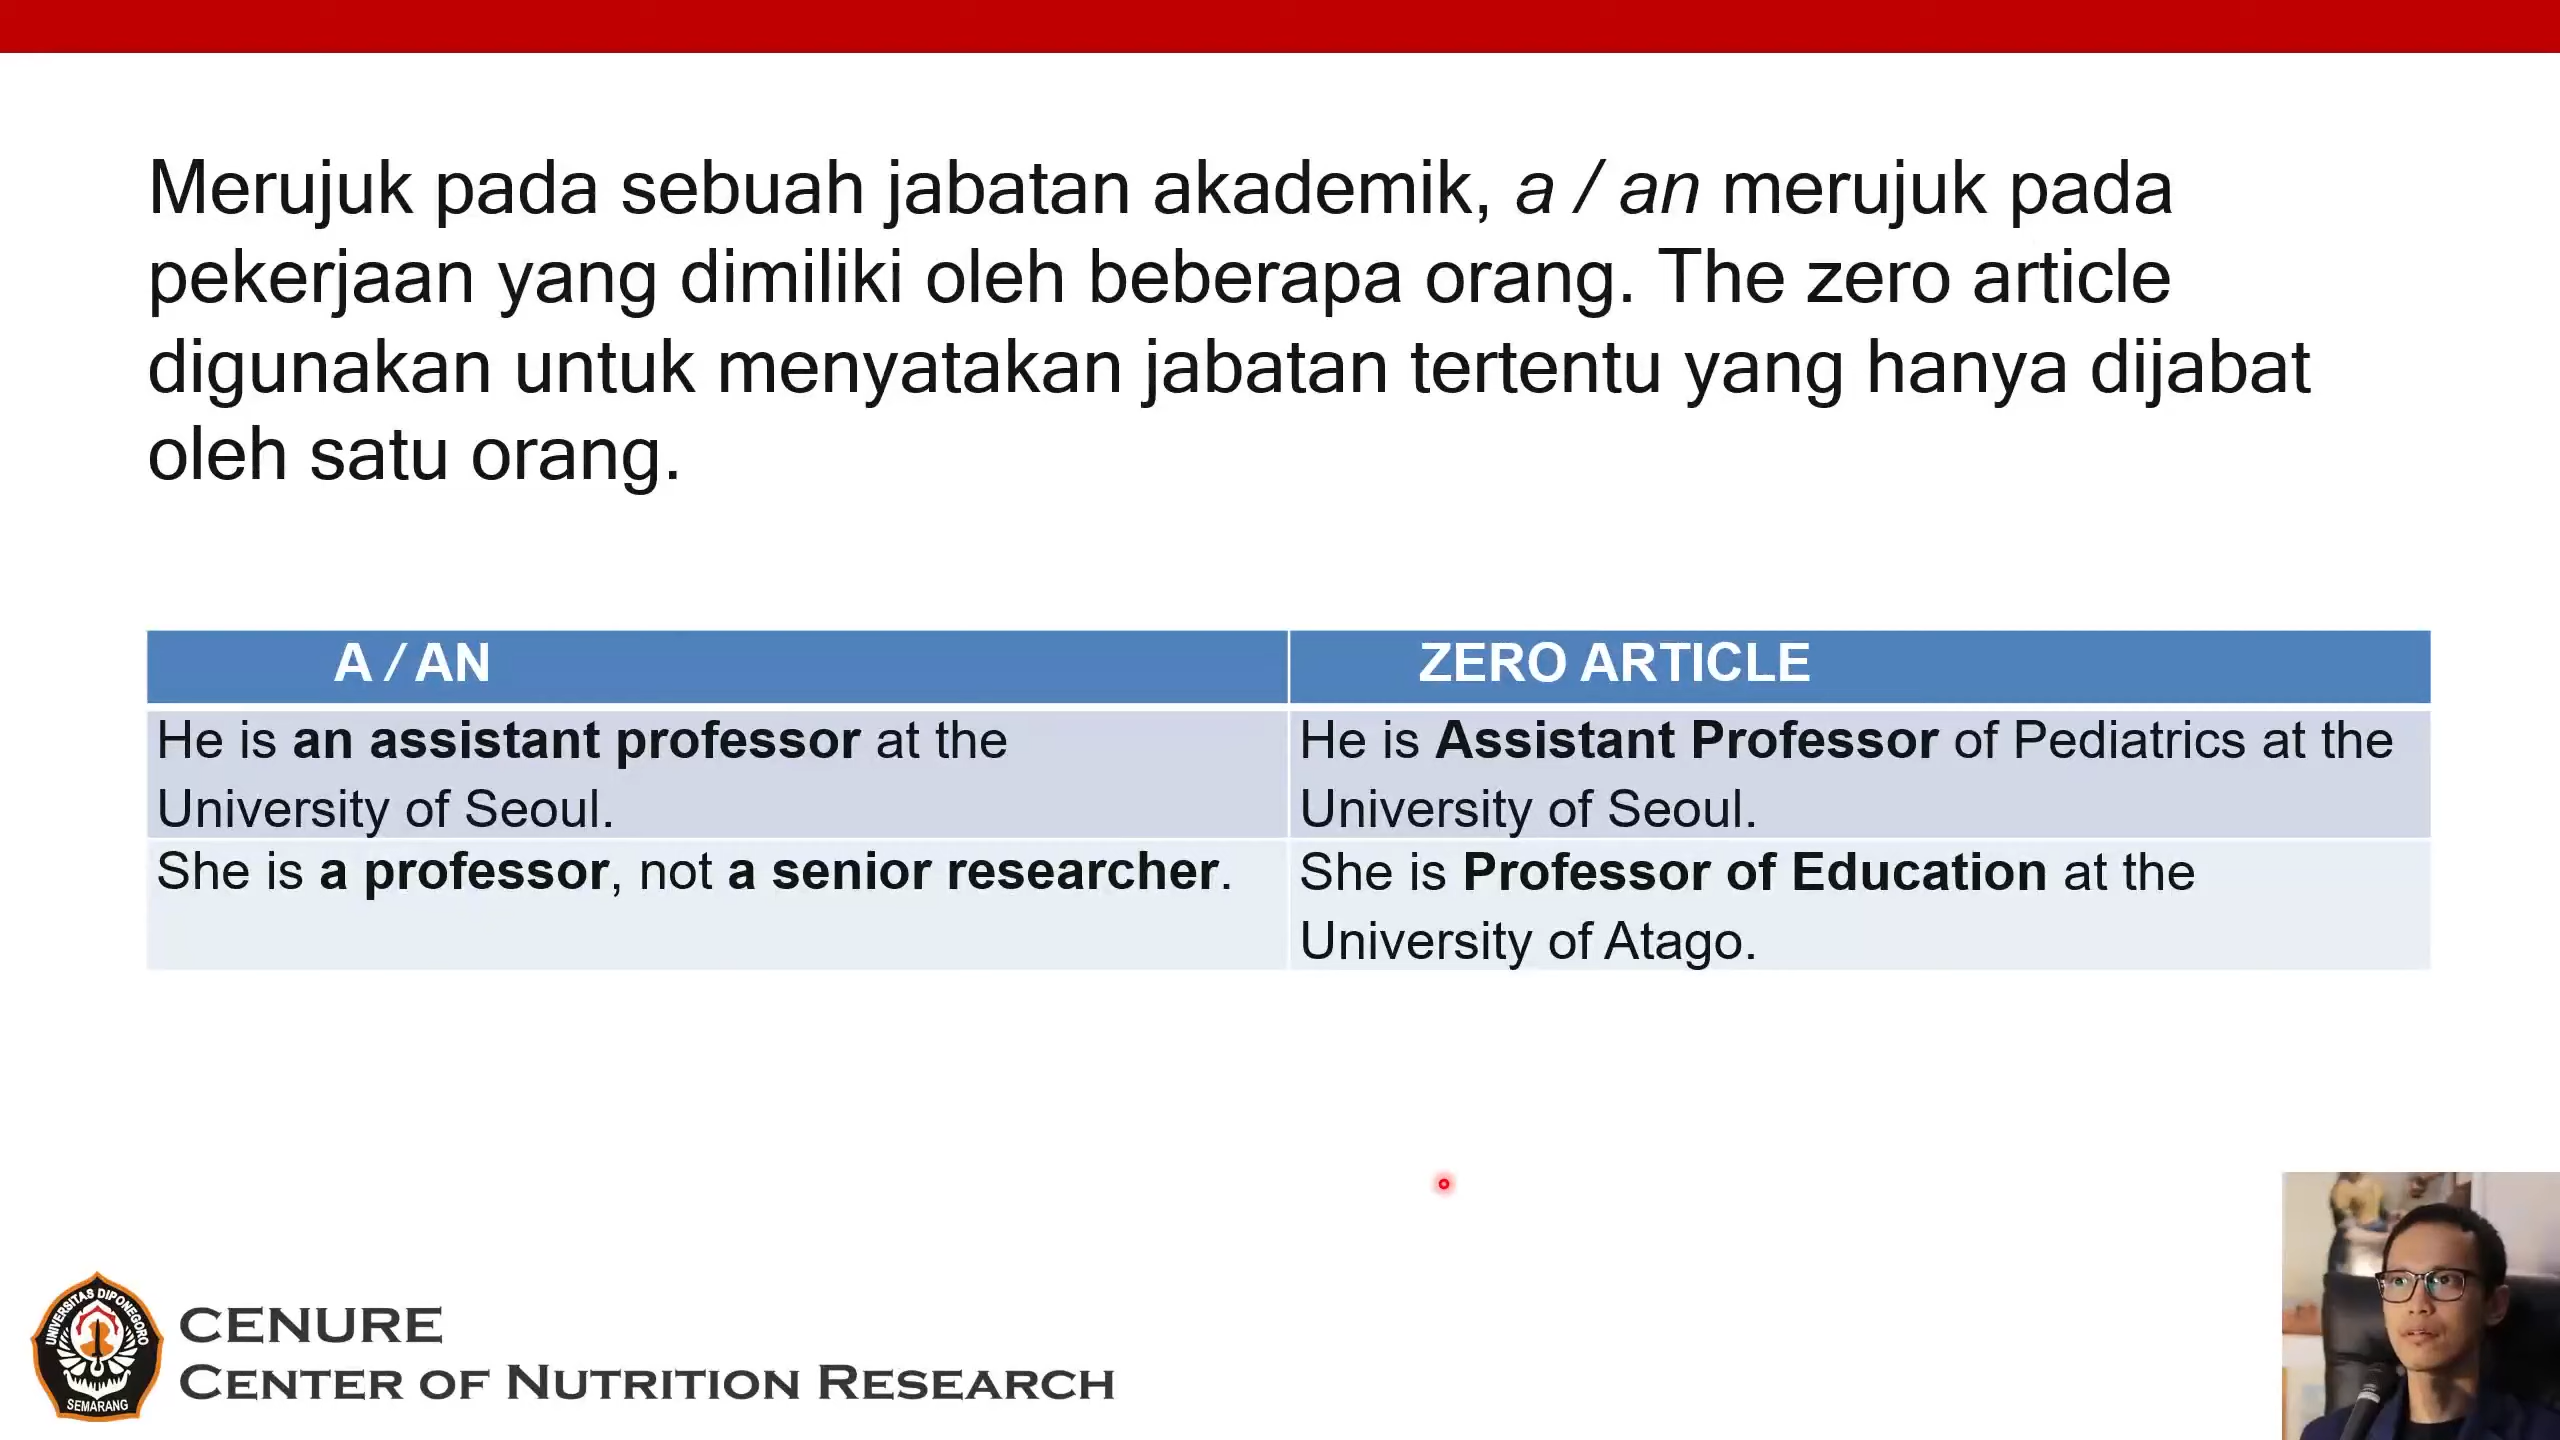 Merujuk pada sebuah jabatan akademik, a / an merujuk pada
pekerjaan yang dimiliki oleh beberapa orang. The zero article
digunakan untuk menyatakan jabatan tertentu yang hanya dijabat
oleh satu orang.
A / AN
ZERO ARTICLE
He is an assistant professor at the
University of Seoul.
He is Assistant Professor of Pediatrics at the
University of Seoul.
She is a professor, not a senior researcher.
She is Professor of Education at the
University of Atago.
UNIVERSITAS DIPONEGORO
SEMARANG
CENURE
CENTER OF NUTRITION RESEARCH